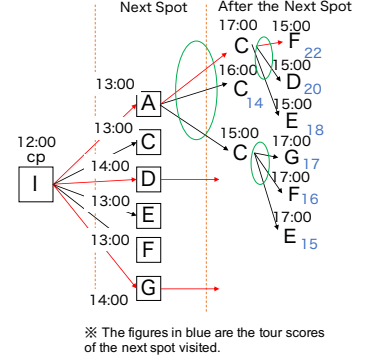 Next Spot
After the Next Spot
12:00
cp
I
13:00
A
13:00
C
14:00
D
13:00
E
13:00
F
14:00
G
17:00
C
15:00
F
22
15:00
D
20
15:00
E
18
16:00
C
14
15:00
C
17:00
G
17
17:00
F
16
17:00
E
15
※ The figures in blue are the tour scores
of the next spot visited.